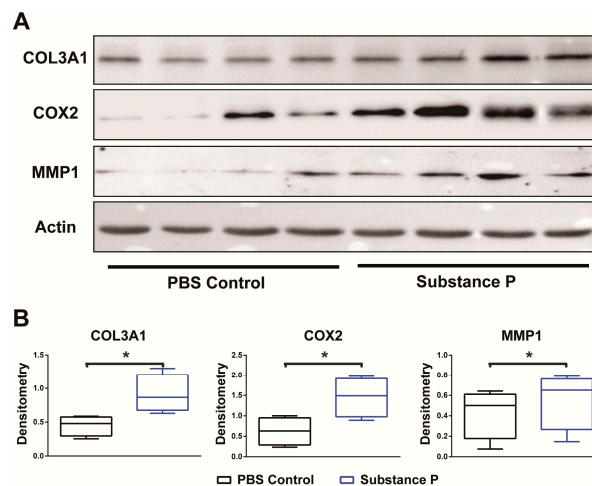 A
COL3A1
COX2
MMP1
Actin
PBS Control Substance P
B
COL3A1 COX2 MMP1
Densitometry 1.5 1.0 0.5 0.0 *
Densitometry 2.5 2.0 1.5 1.0 0.5 0.0 *
Densitometry 1.0 0.8 0.6 0.4 0.2 0.0 *
PBS Control Substance P